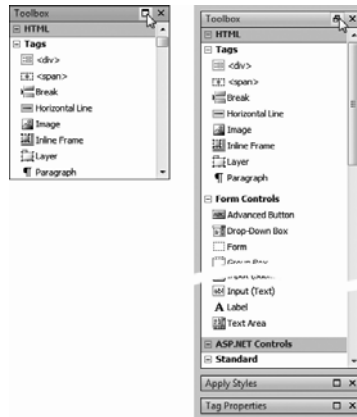 Toolbox
HTML
Tags
<div>
<span>
Break
Horizontal Line
Image
Inline Frame
Layer
Paragraph
Toolbox
HTML
Tags
<div>
<span>
Break
Horizontal Line
Image
Inline Frame
Layer
Paragraph
Form Controls
Advanced Button
Drop-Down Box
Form
Input (Text)
Label
Text Area
ASP.NET Controls
Standard
Apply Styles
Tag Properties